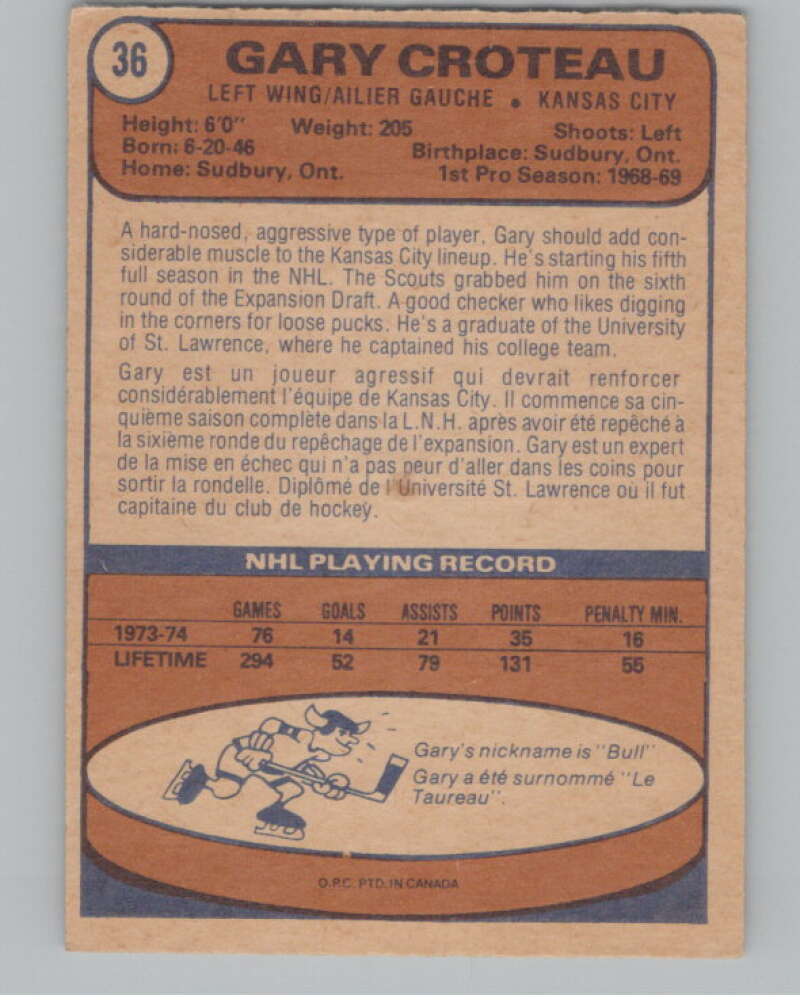 36
GARY CROTEAU
LEFT WING/AILIER GAUCHE • KANSAS CITY
Height: 6'0" Weight: 205 Shoots: Left
Born: 6-20-46 Birthplace: Sudbury, Ont.
Home: Sudbury, Ont. 1st Pro Season: 1968-69
A hard-nosed, aggressive type of player, Gary should add con-
siderable muscle to the Kansas City lineup. He's starting his fifth
full season in the NHL. The Scouts grabbed him on the sixth
round of the Expansion Draft. A good checker who likes digging
in the corners for loose pucks. He's a graduate of the University
of St. Lawrence, where he captained his college team.
Gary est un joueur agressif qui devrait renforcer
considérablement l'équipe de Kansas City. Il commence sa cin-
quième saison complète dans la L.N.H. après avoir été repêché à
la sixième ronde du repêchage de l'expansion. Gary est un expert
de la mise en échec qui n'a pas peur d'aller dans les coins pour
sortir la rondelle. Diplômé de l'Université St. Lawrence où il fut
capitaine du club de hockey.
NHL PLAYING RECORD
GAMES GOALS ASSISTS POINTS PENALTY MIN.
1973-74 76 14 21 35 16
LIFETIME 294 52 79 131 55
Gary's nickname is "Bull"
Gary a été surnommé "Le
Taureau".
O.P.C. PTD. IN CANADA